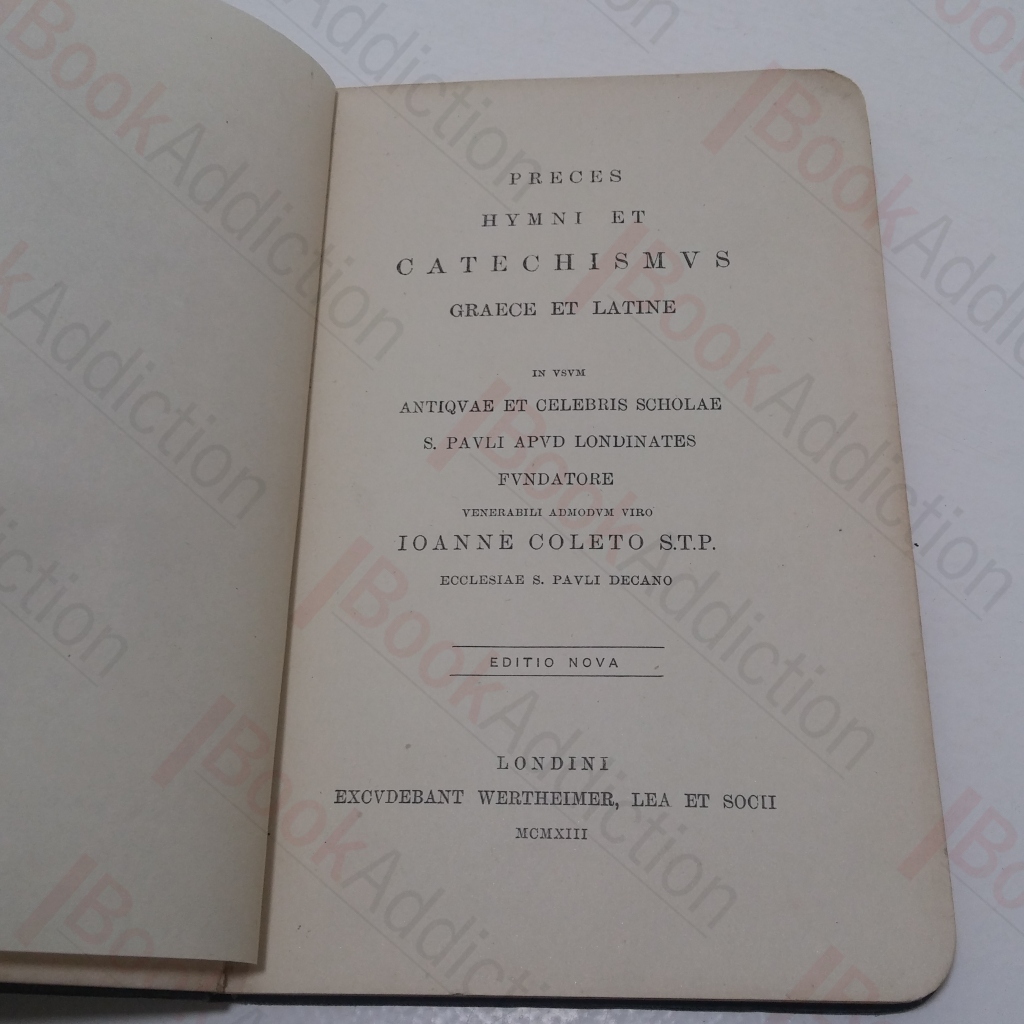 PRECES
HYMNI ET
CATECHISMVS
GRAECE ET LATINE
IN VSVM
ANTIQVAE ET CELEBRIS SCHOLAE
S. PAVLI APVD LONDINATES
FVNDATORE
VENERABILI ADMODVM VIRO
IOANNE COLETO S.T.P.
ECCLESIAE S. PAVLI DECANO
EDITIO NOVA
LONDINI
EXCVDEBANT WERTHEIMER, LEA ET SOCII
MCMXIII
BookAddiction